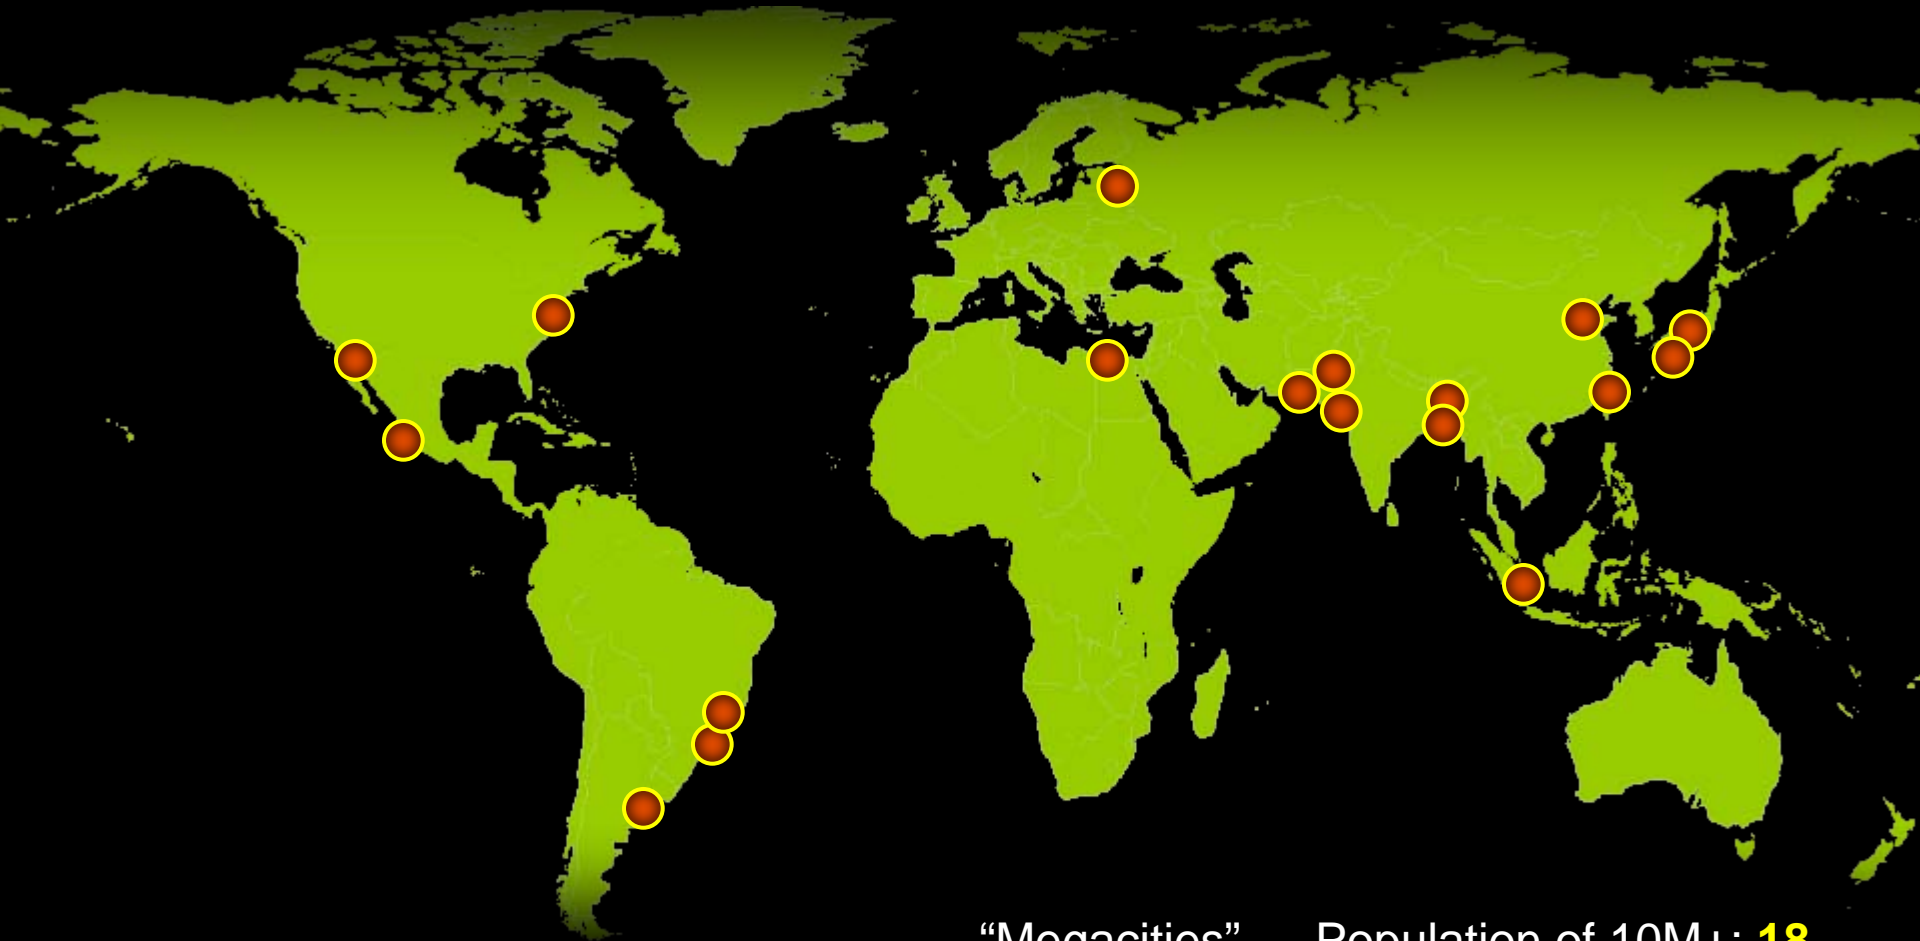 “Megacities” Population of 10M+: 18